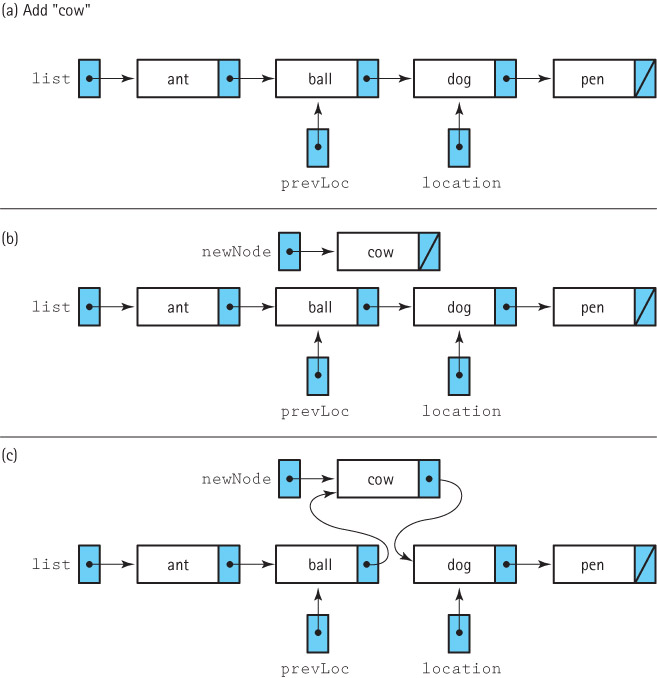 (a) Add "cow"
list ant ball dog pen
prevLoc location
(b)
newNode cow
list ant ball dog pen
prevLoc location
(c)
newNode cow
list ant ball dog pen
prevLoc location